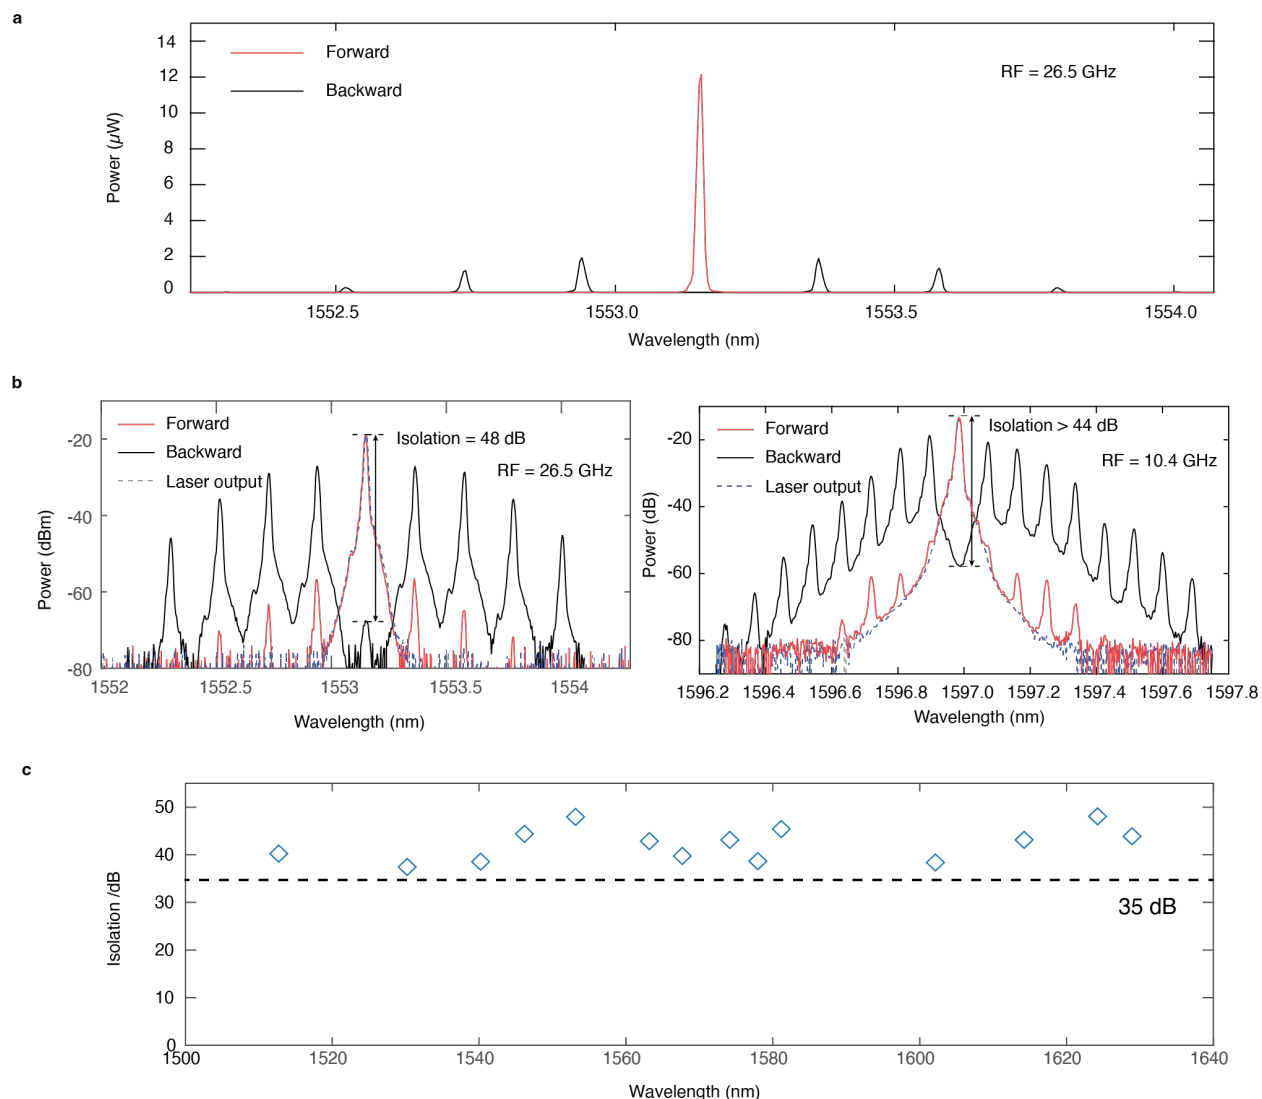 a
14
12
10
8
6
4
2
0
Power (µW)
Forward
Backward
RF = 26.5 GHz
1552.5
1553.0
1553.5
1554.0
Wavelength (nm)
b
-20
-40
-60
-80
Power (dBm)
Forward
Backward
Laser output
Isolation = 48 dB
RF = 26.5 GHz
1552
1552.5
1553
1553.5
1554
Wavelength (nm)
-20
-40
-60
-80
Power (dB)
Forward
Backward
Laser output
Isolation > 44 dB
RF = 10.4 GHz
1596.2
1596.4
1596.6
1596.8
1597.0
1597.2
1597.4
1597.6
1597.8
Wavelength (nm)
c
50
40
30
20
10
0
Isolation /dB
35 dB
1500
1520
1540
1560
1580
1600
1620
1640
Wavelength (nm)